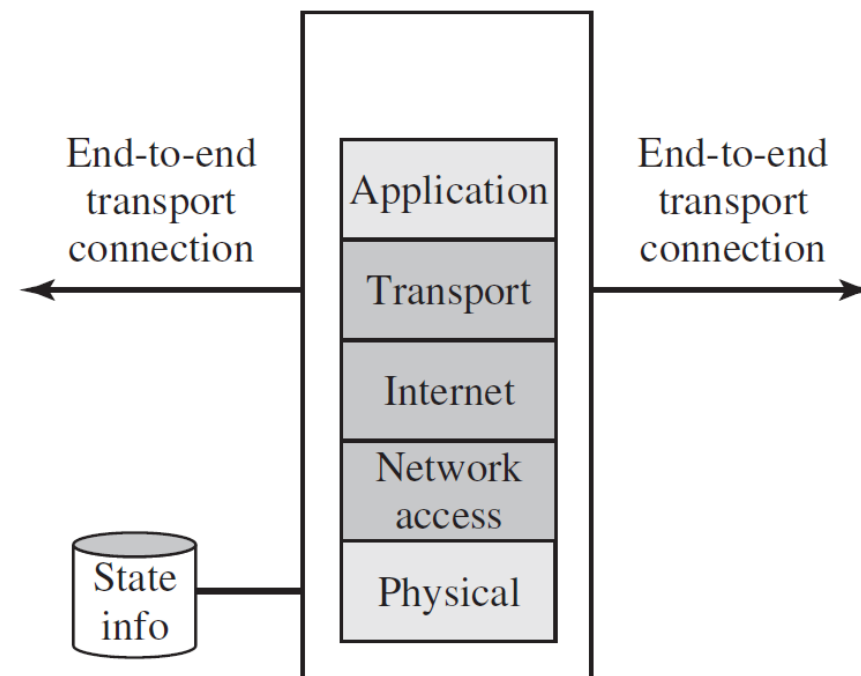 End-to-end
transport
connection
Application
Transport
Internet
Network
access
Physical
End-to-end
transport
connection
State
info